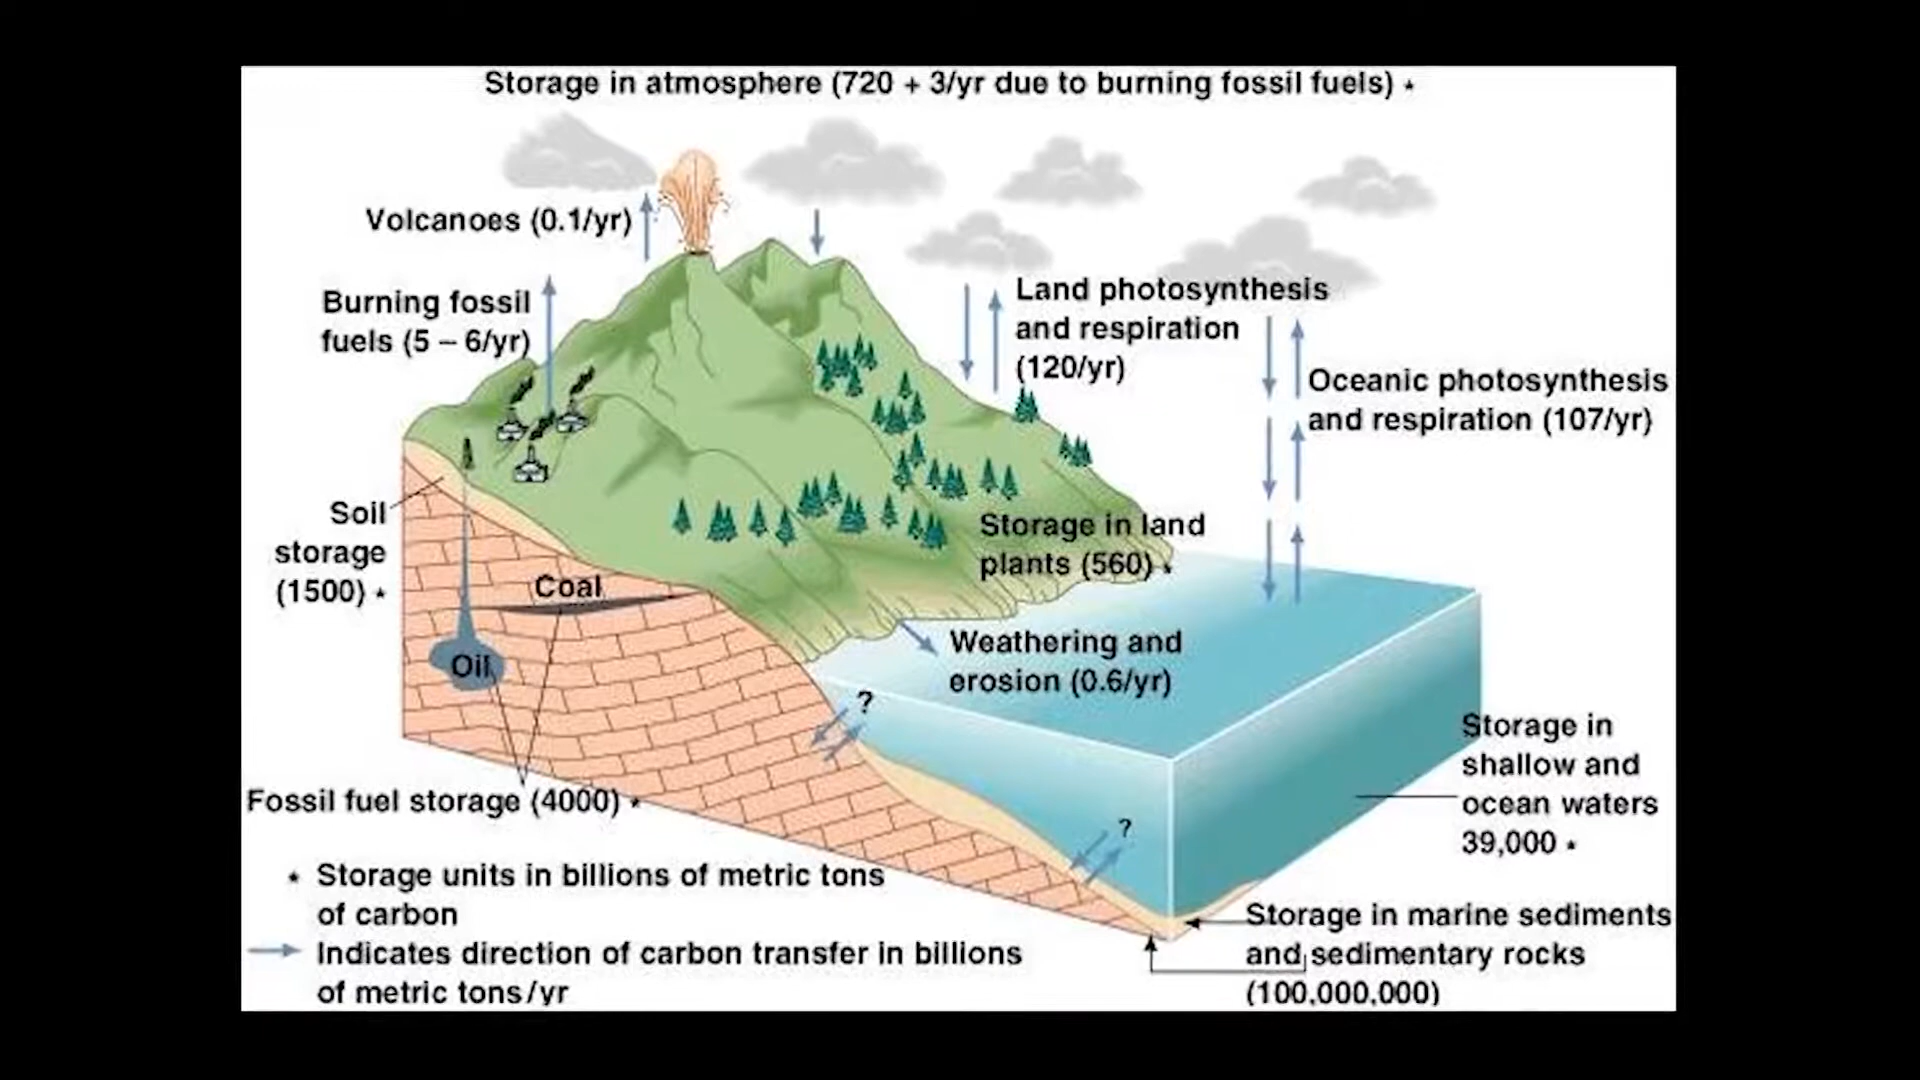 Storage in atmosphere (720 + 3/yr due to burning fossil fuels) ⋆
Volcanoes (0.1/yr)
Burning fossil
fuels (5 – 6/yr)
Land photosynthesis
and respiration
(120/yr)
Oceanic photosynthesis
and respiration (107/yr)
Soil
storage
(1500) ⋆
Coal
Oil
Storage in land
plants (560) ⋆
Weathering and
erosion (0.6/yr)
?
?
Storage in
shallow and
ocean waters
39,000 ⋆
Fossil fuel storage (4000) ⋆
⋆ Storage units in billions of metric tons
of carbon
→ Indicates direction of carbon transfer in billions
of metric tons/yr
Storage in marine sediments
and sedimentary rocks
(100,000,000)